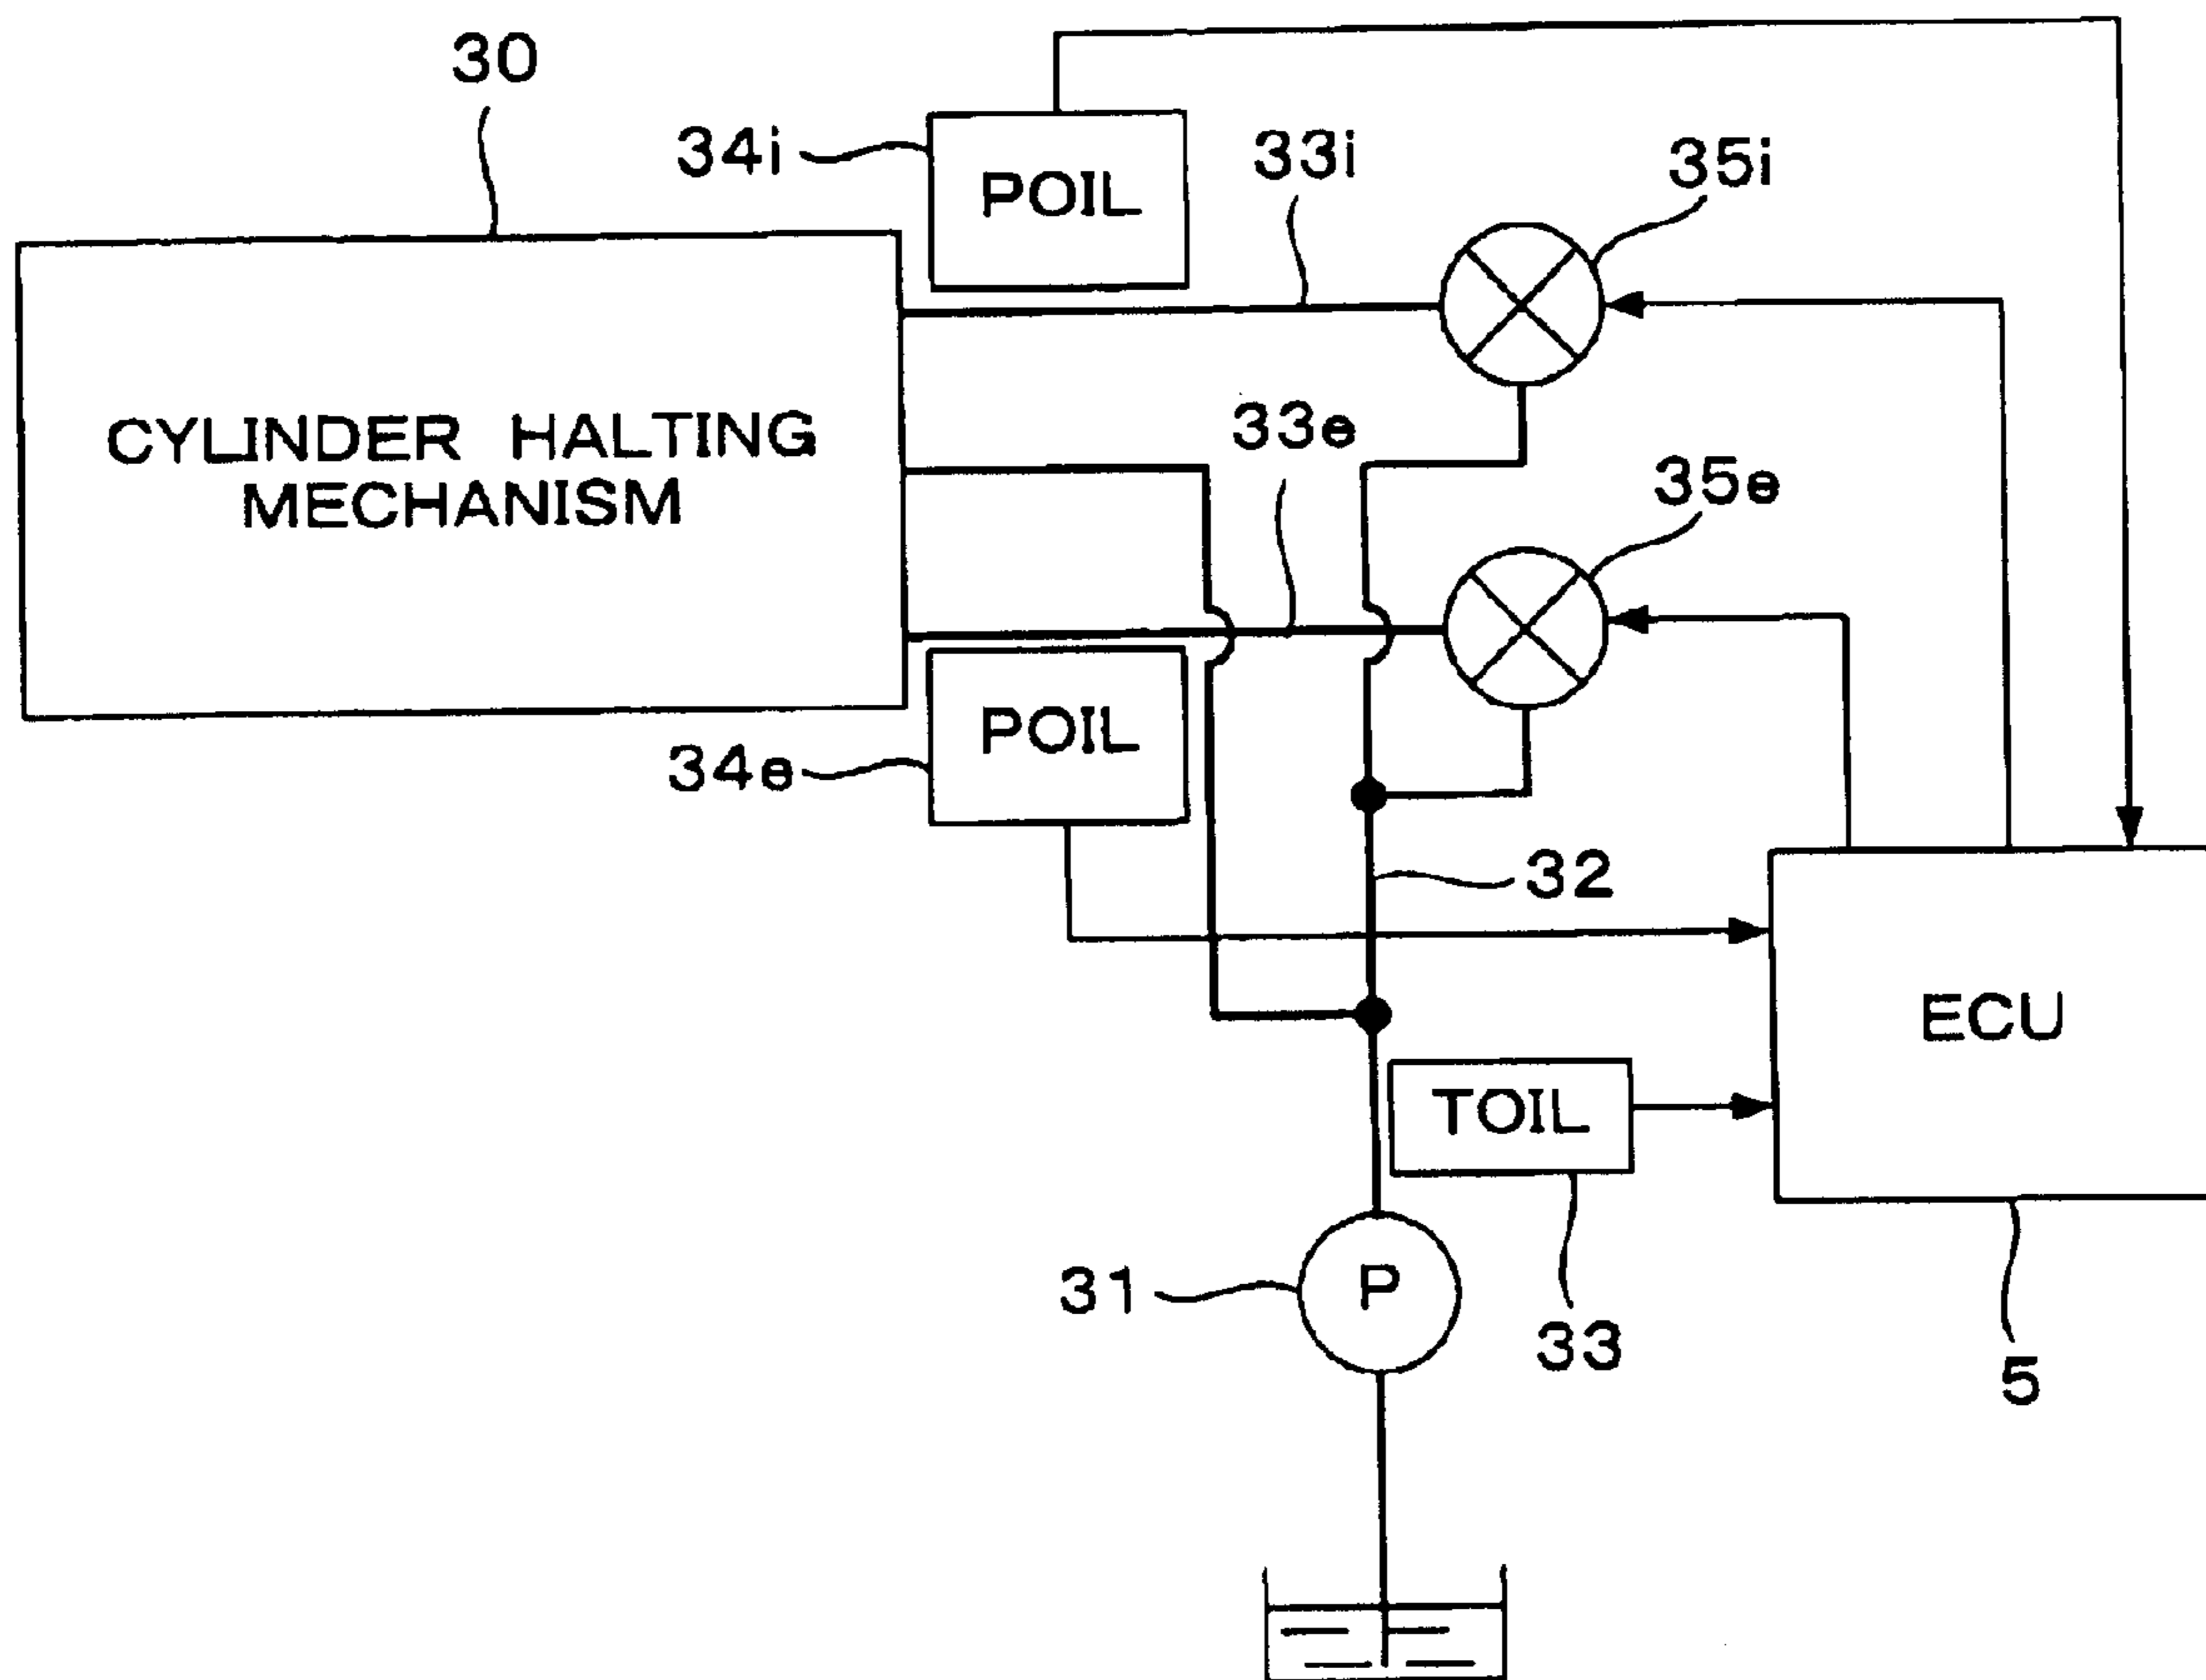 30
34i
POIL
33i
35i
CYLINDER HALTING
MECHANISM
33e
35e
POIL
34e
32
ECU
TOIL
31
P
33
5